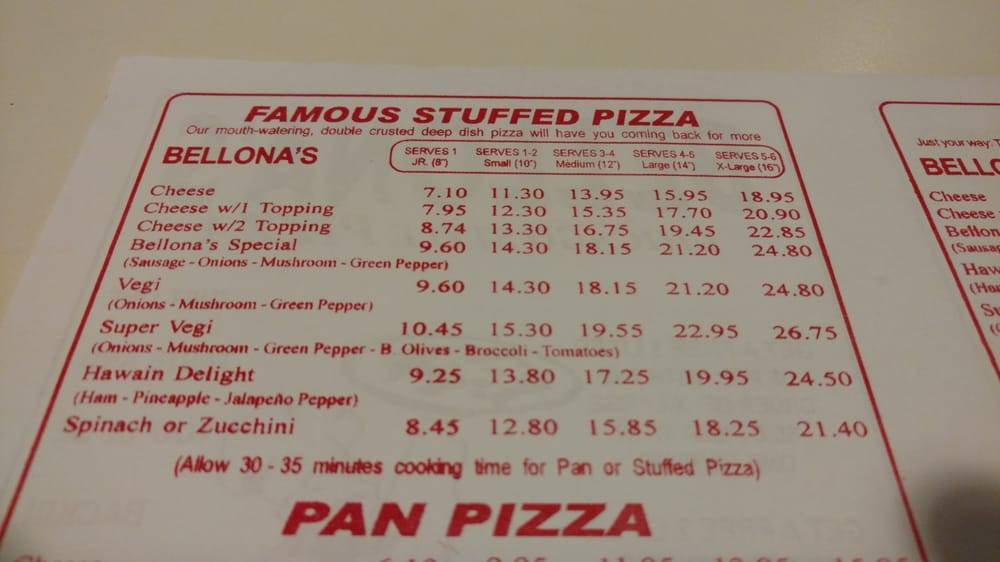 FAMOUS STUFFED PIZZA
Our mouth-watering, double crusted deep dish pizza will have you coming back for more
BELLONA'S
SERVES 1 SERVES 1-2 SERVES 3-4 SERVES 4-5 SERVES 5-6
JR. (8") Small (10") Medium (12") Large (14") X-Large (16")
Cheese 7.10 11.30 13.95 15.95 18.95
Cheese w/1 Topping 7.95 12.30 15.35 17.70 20.90
Cheese w/2 Topping 8.74 13.30 16.75 19.45 22.85
Bellona's Special 9.60 14.30 18.15 21.20 24.80
(Sausage - Onions - Mushroom - Green Pepper)
Vegi 9.60 14.30 18.15 21.20 24.80
(Onions - Mushroom - Green Pepper)
Super Vegi 10.45 15.30 19.55 22.95 26.75
(Onions - Mushroom - Green Pepper - B. Olives - Broccoli - Tomatoes)
Hawain Delight 9.25 13.80 17.25 19.95 24.50
(Ham - Pineapple - Jalapeño Pepper)
Spinach or Zucchini 8.45 12.80 15.85 18.25 21.40
(Allow 30 - 35 minutes cooking time for Pan or Stuffed Pizza)
PAN PIZZA
Just your way.
Cheese
Cheese